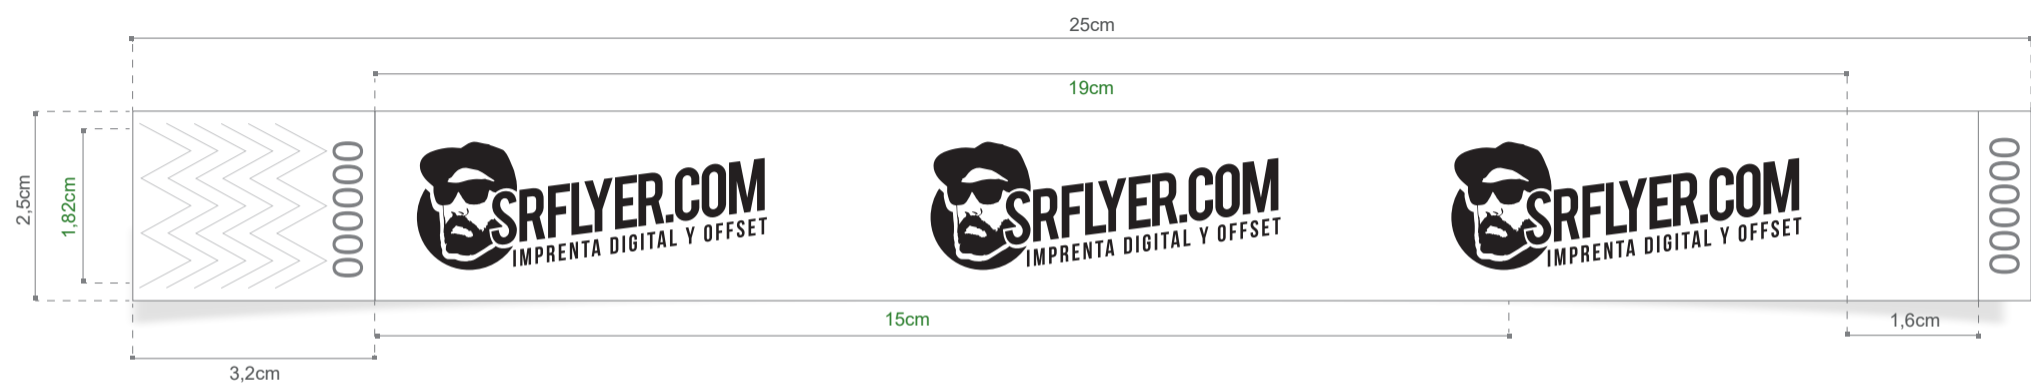 25cm
19cm
2,5cm
1,82cm
000000
SRFLYER.COM
IMPRENTA DIGITAL Y OFFSET
SRFLYER.COM
IMPRENTA DIGITAL Y OFFSET
SRFLYER.COM
IMPRENTA DIGITAL Y OFFSET
000000
15cm
1,6cm
3,2cm